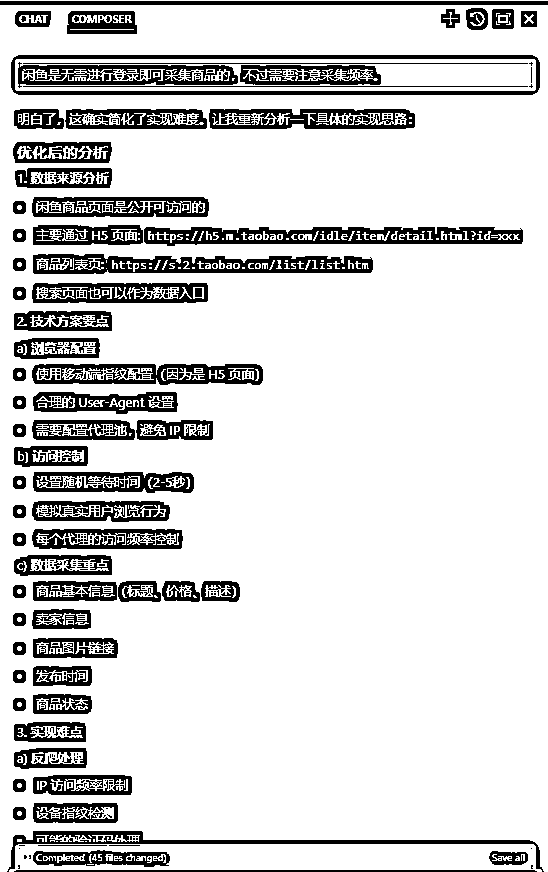 CHAT COMPOSER
闲鱼是无需进行登录即可采集商品的，不过需要注意采集频率。
明白了，这确实简化了实现难度。让我重新分析一下具体的实现思路：
优化后的分析
1. 数据来源分析
闲鱼商品页面是公开可访问的
主要通过 H5 页面: https://h5.m.taobao.com/idle/item/detail.html?id=xxx
商品列表页: https://s.2.taobao.com/list/list.htm
搜索页面也可以作为数据入口
2. 技术方案要点
a) 浏览器配置
使用移动端指纹配置（因为是 H5 页面）
合理的 User-Agent 设置
需要配置代理池，避免 IP 限制
b) 访问控制
设置随机等待时间（2-5秒）
模拟真实用户浏览行为
每个代理的访问频率控制
c) 数据采集重点
商品基本信息（标题、价格、描述）
卖家信息
商品图片链接
发布时间
商品状态
3. 实现难点
a) 反爬处理
IP 访问频率限制
设备指纹检测
可能的验证码处理
Completed (45 files changed) Save all